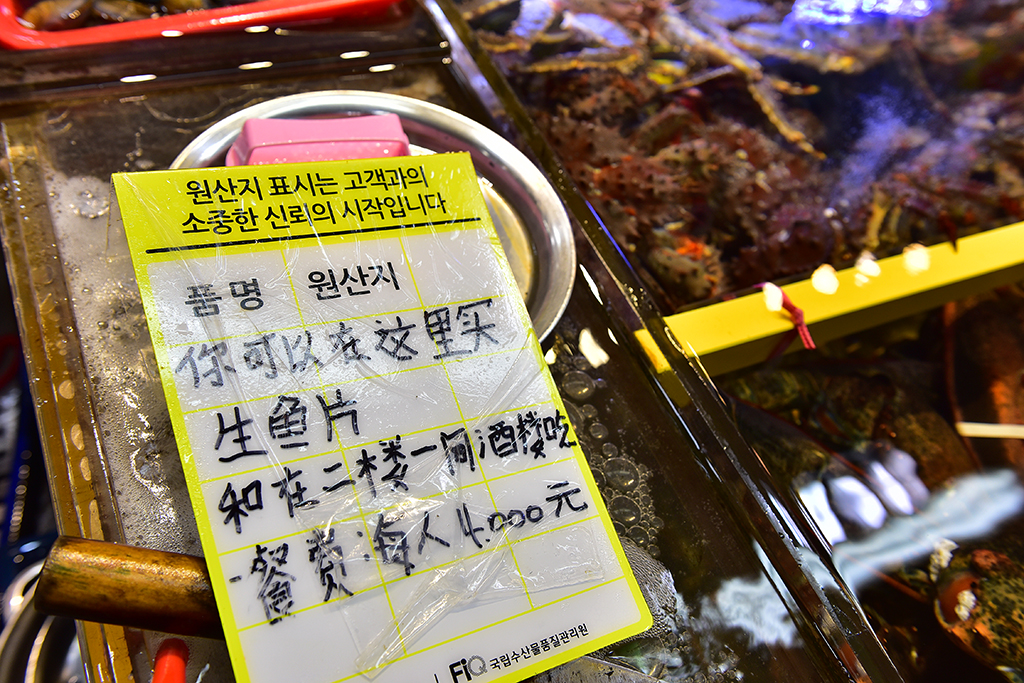 원산지 표시는 고객과의
소중한 신뢰의 시작입니다
품명 원산지
你可以在这里买
生鱼片
和在二楼一间酒餐吃
餐费:每人4.000元
FiQ 국립수산물품질관리원